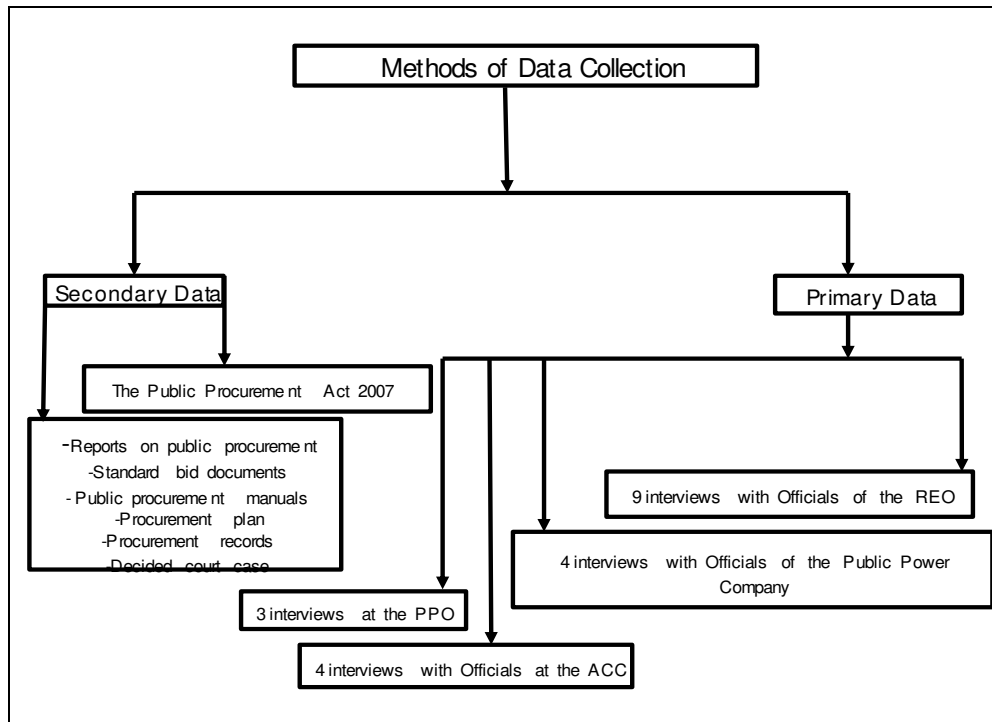 Methods of Data Collection
Secondary Data
Primary Data
The Public Procurement Act 2007
-Reports on public procurement
-Standard bid documents
-Public procurement manuals
-Procurement plan
-Procurement records
-Decided court case
9 interviews with Officials of the REO
4 interviews with Officials of the Public Power
Company
3 interviews at the PPO
4 interviews with Officials at the ACC